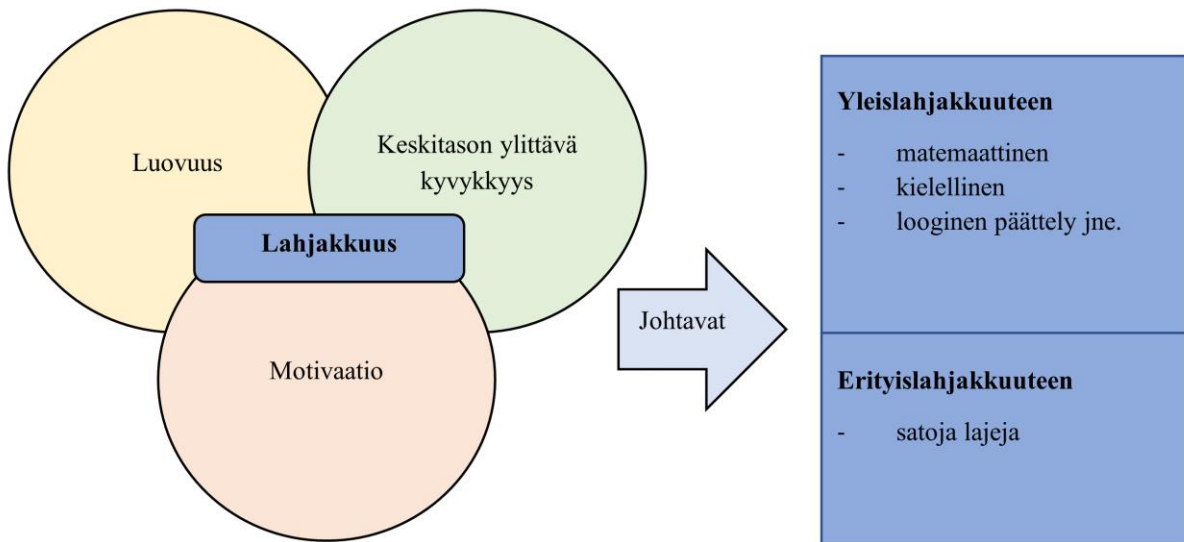 Luovuus
Keskitason ylittävä
kyvykkyys
Lahjakkuus
Motivaatio
Johtavat
Yleislahjakkuuteen
- matemaattinen
- kielellinen
- looginen päättely jne.
Erityislahjakkuuteen
- satoja lajeja